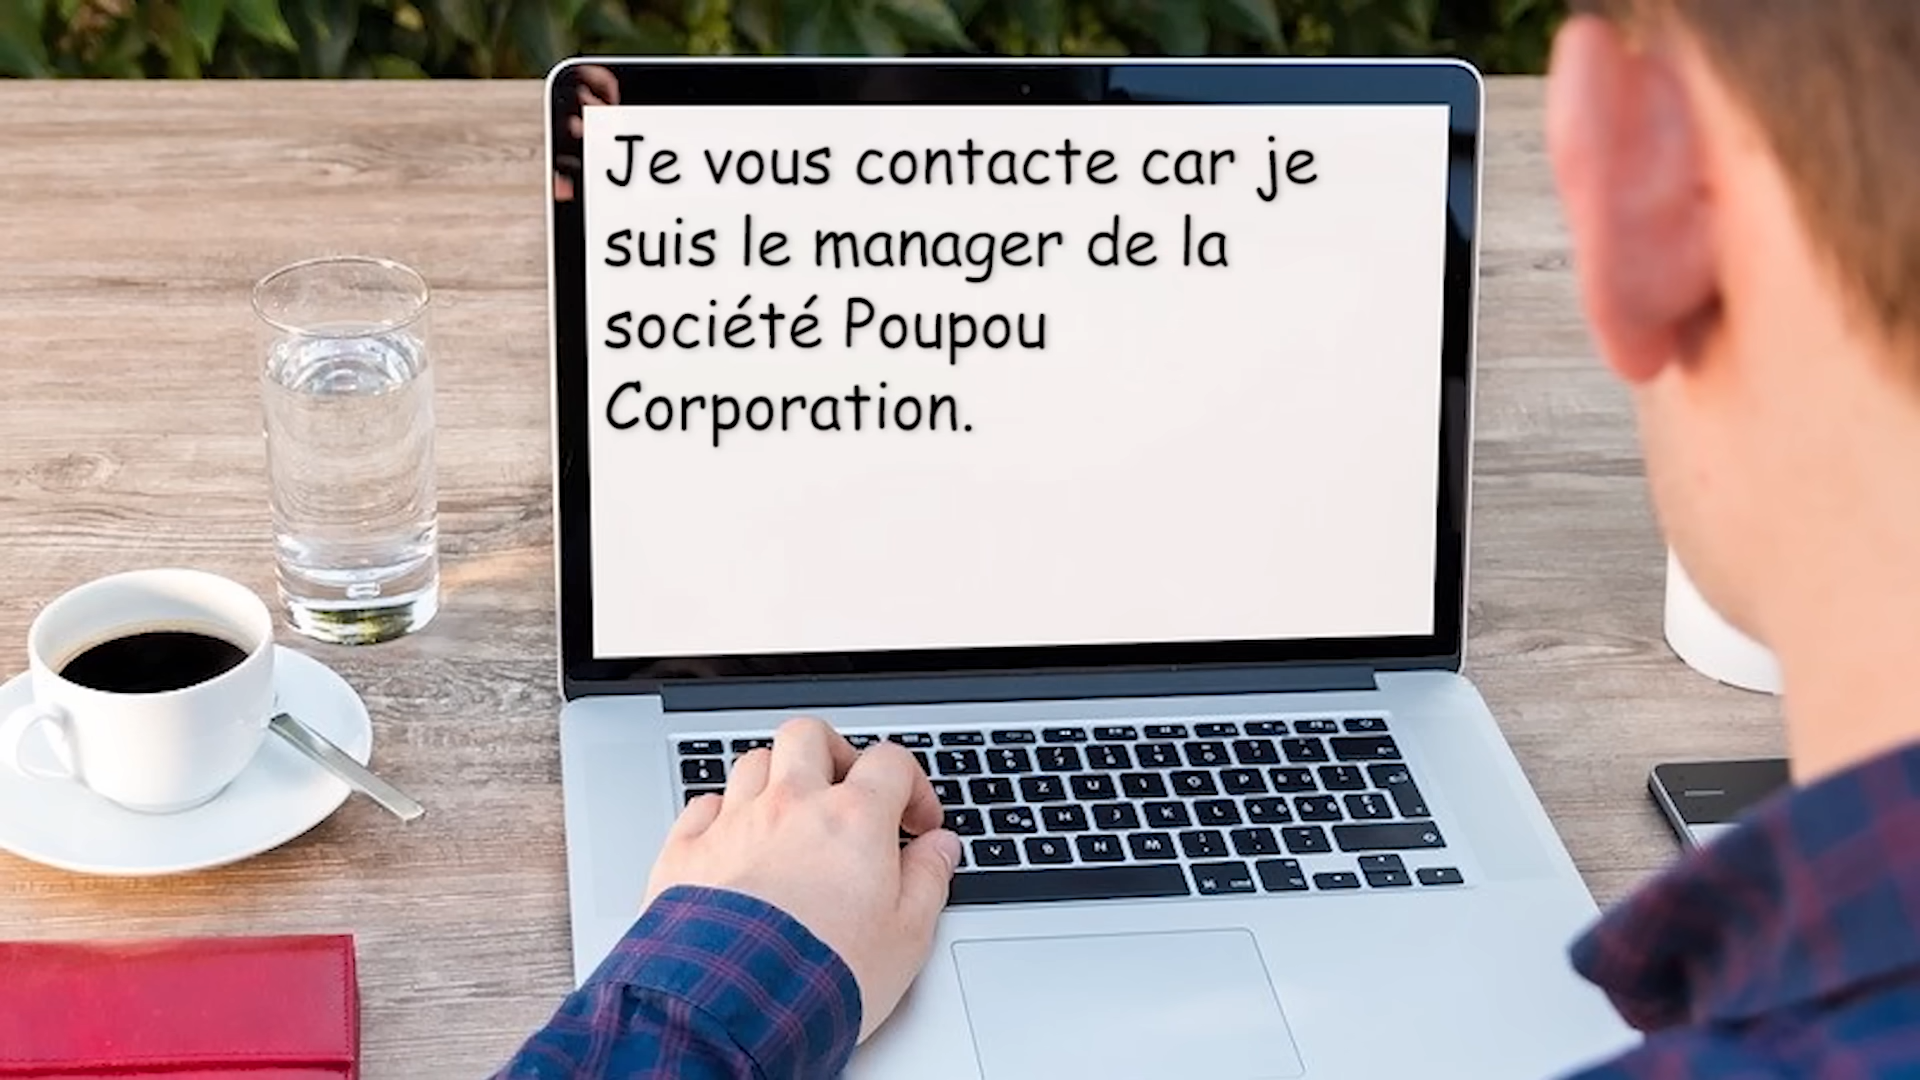 Je vous contacte car je
suis le manager de la
société Poupou
Corporation.